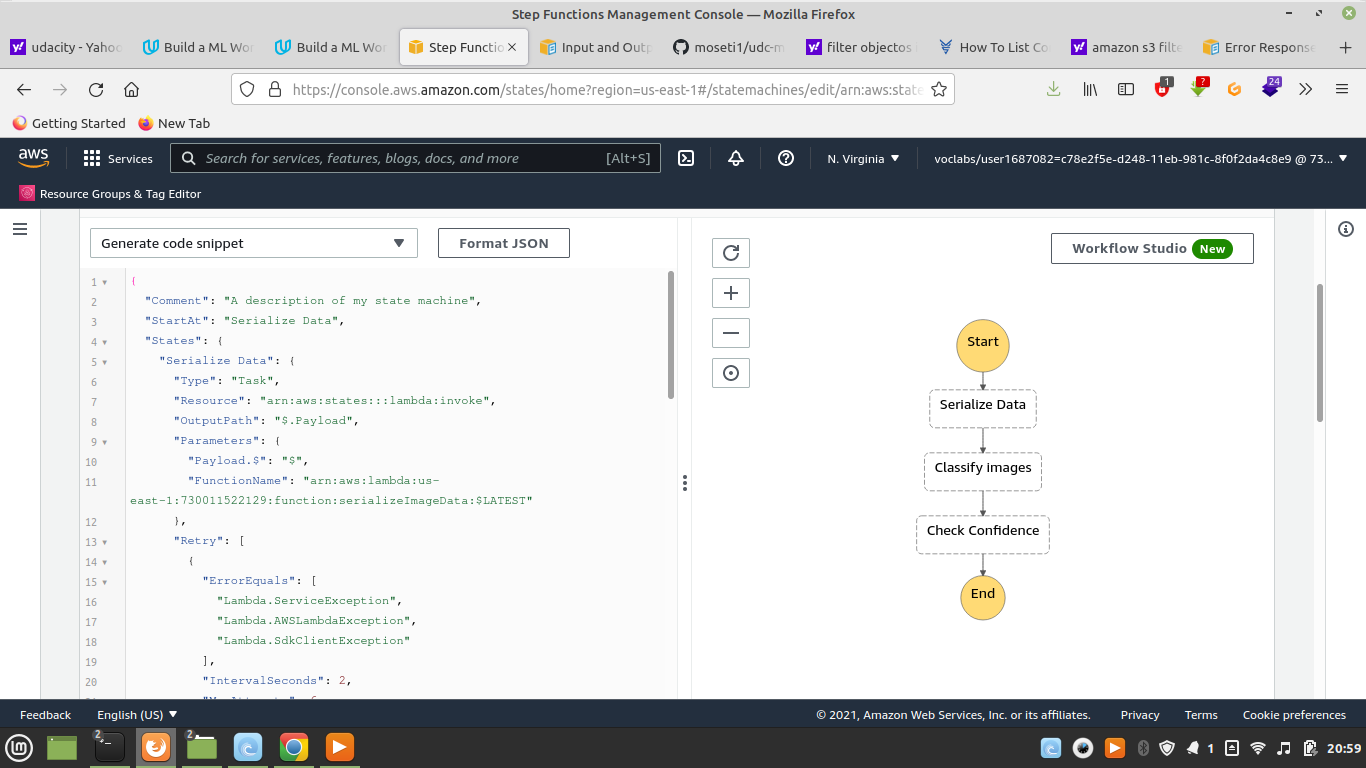 Step Functions Management Console — Mozilla Firefox
udacity - Yahoo
Build a ML Wor
Build a ML Wor
Step Functio
Input and Outp
moseti1/udc-m
filter objectos
How To List Co
amazon s3 filte
Error Response
https://console.aws.amazon.com/states/home?region=us-east-1#/statemachines/edit/arn:aws:state
1
?
24
Getting Started
New Tab
aws
Services
Search for services, features, blogs, docs, and more
[Alt+S]
N. Virginia
voclabs/user1687082=c78e2f5e-d248-11eb-981c-8f0f2da4c8e9 @ 73...
Resource Groups & Tag Editor
Generate code snippet
Format JSON
Workflow Studio New
1 {
2 "Comment": "A description of my state machine",
3 "StartAt": "Serialize Data",
4 "States": {
5 "Serialize Data": {
6 "Type": "Task",
7 "Resource": "arn:aws:states:::lambda:invoke",
8 "OutputPath": "$.Payload",
9 "Parameters": {
10 "Payload.$": "$",
11 "FunctionName": "arn:aws:lambda:us-
east-1:730011522129:function:serializeImageData:$LATEST"
12 },
13 "Retry": [
14 {
15 "ErrorEquals": [
16 "Lambda.ServiceException",
17 "Lambda.AWSLambdaException",
18 "Lambda.SdkClientException"
19 ],
20 "IntervalSeconds": 2,
Start
Serialize Data
Classify images
Check Confidence
End
Feedback
English (US)
© 2021, Amazon Web Services, Inc. or its affiliates.
Privacy
Terms
Cookie preferences
2
2
1
20:59